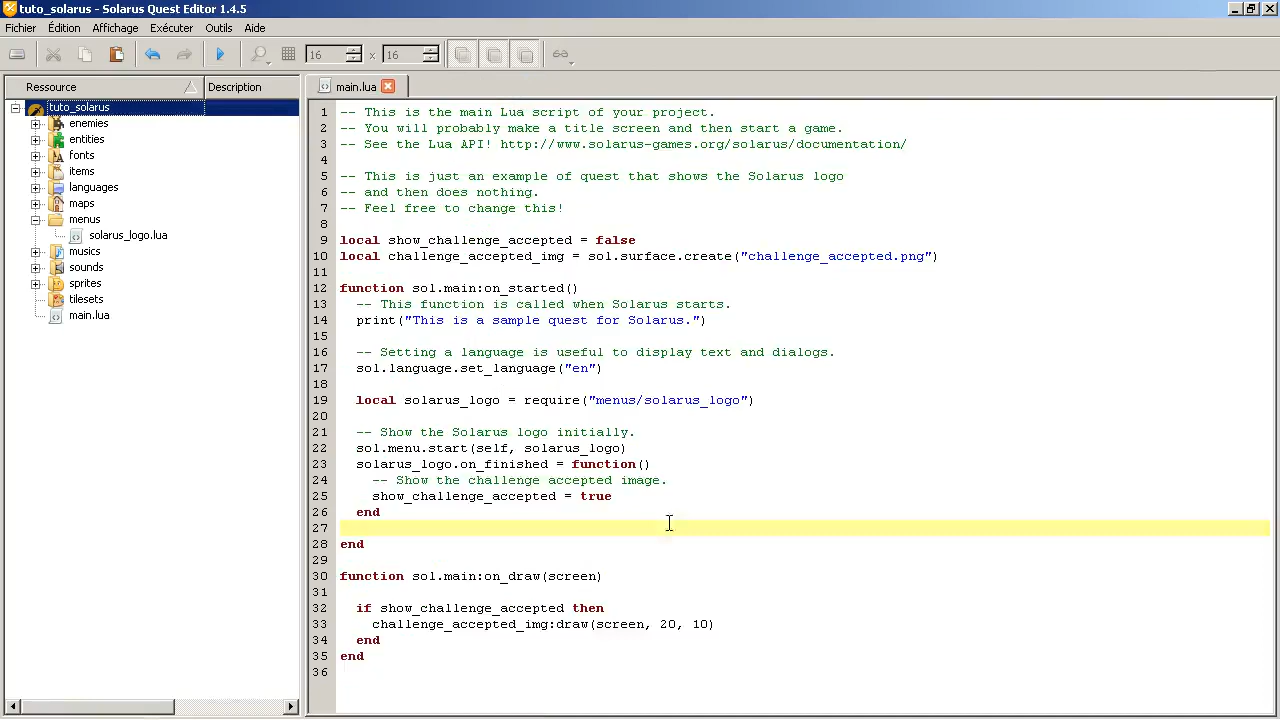 tuto_solarus - Solarus Quest Editor 1.4.5
Fichier Édition Affichage Exécuter Outils Aide
16 x 16
Ressource Description
tuto_solarus
enemies
entities
fonts
items
languages
maps
menus
solarus_logo.lua
musics
sounds
sprites
tilesets
main.lua
main.lua
1 -- This is the main Lua script of your project.
2 -- You will probably make a title screen and then start a game.
3 -- See the Lua API! http://www.solarus-games.org/solarus/documentation/
4
5 -- This is just an example of quest that shows the Solarus logo
6 -- and then does nothing.
7 -- Feel free to change this!
8
9 local show_challenge_accepted = false
10 local challenge_accepted_img = sol.surface.create("challenge_accepted.png")
11
12 function sol.main:on_started()
13 -- This function is called when Solarus starts.
14 print("This is a sample quest for Solarus.")
15
16 -- Setting a language is useful to display text and dialogs.
17 sol.language.set_language("en")
18
19 local solarus_logo = require("menus/solarus_logo")
20
21 -- Show the Solarus logo initially.
22 sol.menu.start(self, solarus_logo)
23 solarus_logo.on_finished = function()
24 -- Show the challenge accepted image.
25 show_challenge_accepted = true
26 end
27
28 end
29
30 function sol.main:on_draw(screen)
31
32 if show_challenge_accepted then
33 challenge_accepted_img:draw(screen, 20, 10)
34 end
35 end
36